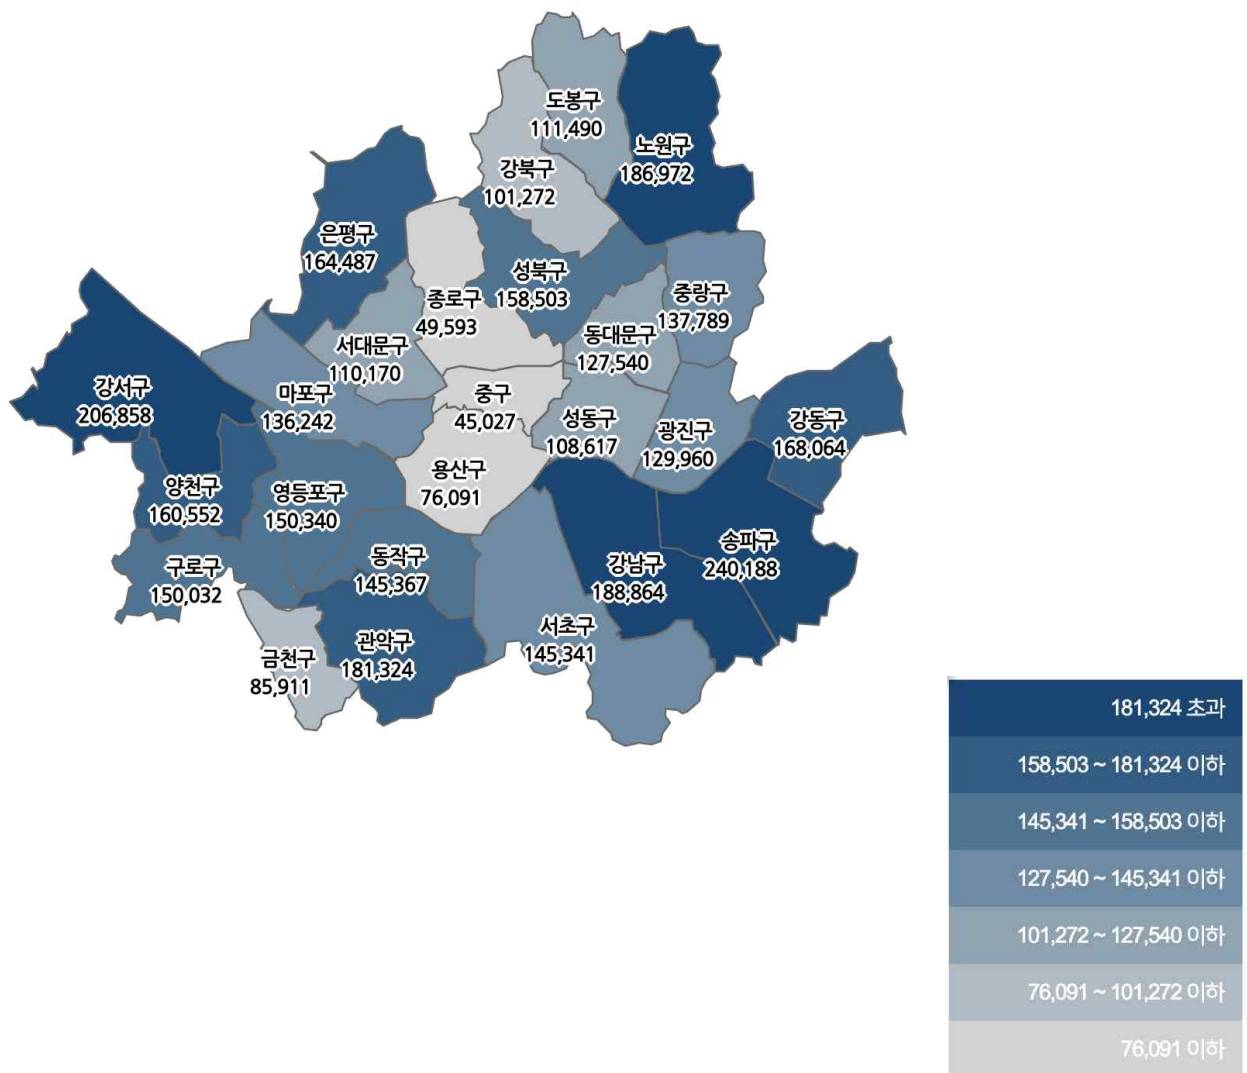 도봉구
111,490
노원구
186,972
강북구
101,272
은평구
164,487
성북구
158,503
중랑구
137,789
종로구
49,593
동대문구
127,540
서대문구
110,170
강서구
206,858
마포구
136,242
중구
45,027
성동구
108,617
광진구
129,960
강동구
168,064
용산구
76,091
양천구
160,552
영등포구
150,340
송파구
240,188
동작구
145,367
강남구
188,864
구로구
150,032
서초구
145,341
관악구
181,324
금천구
85,911
181,324 초과
158,503 ~ 181,324 이하
145,341 ~ 158,503 이하
127,540 ~ 145,341 이하
101,272 ~ 127,540 이하
76,091 ~ 101,272 이하
76,091 이하